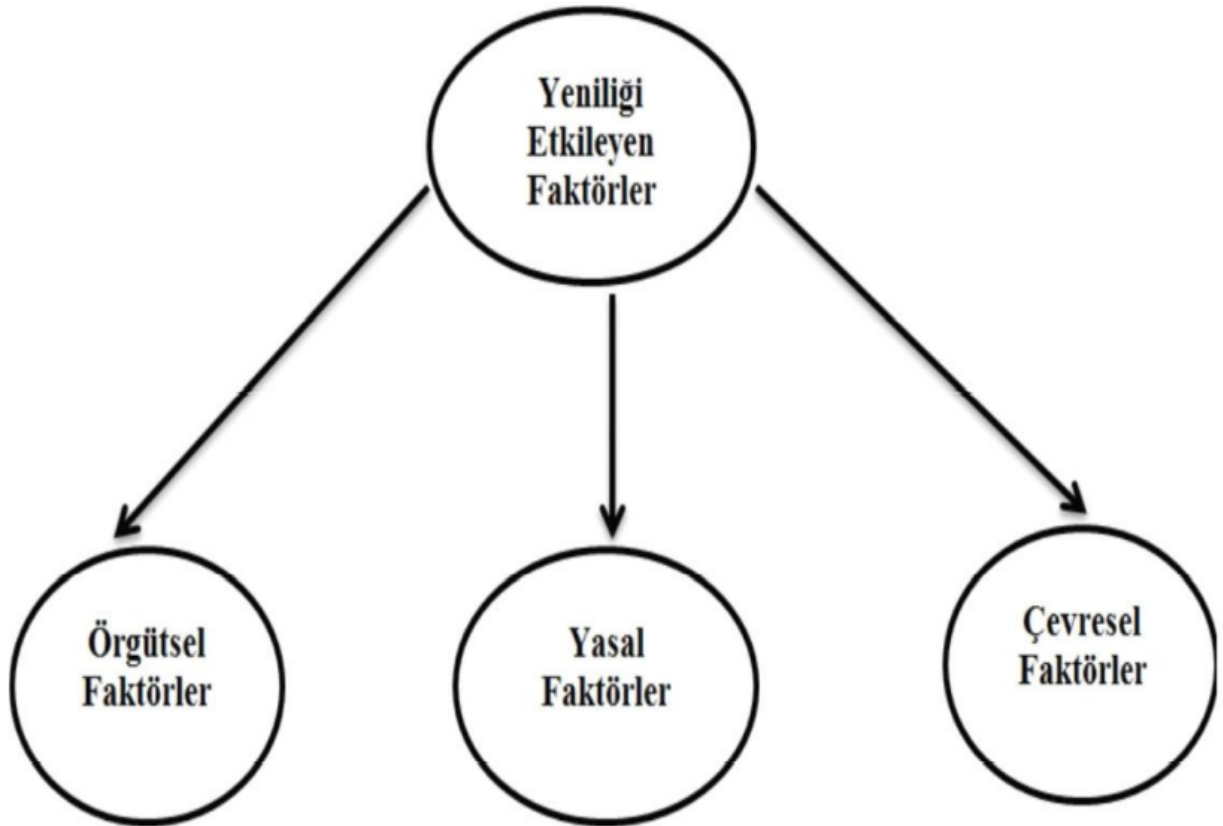 Yeniliği
Etkileyen
Faktörler
Örgütsel
Faktörler
Yasal
Faktörler
Çevresel
Faktörler